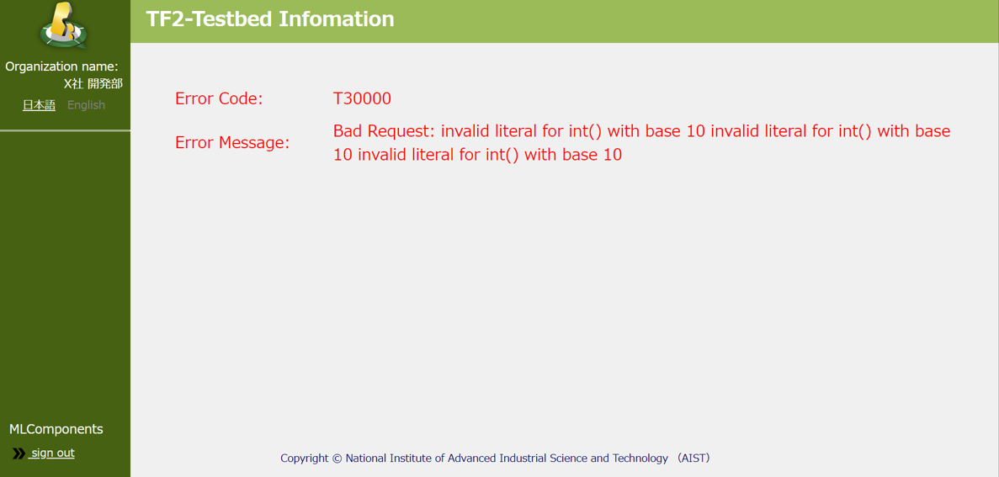 TF2-Testbed Infomation
Organization name:
X社 開発部
日本語 English
Error Code: T30000
Error Message: Bad Request: invalid literal for int() with base 10 invalid literal for int() with base
10 invalid literal for int() with base 10
MLComponents
sign out
Copyright © National Institute of Advanced Industrial Science and Technology （AIST）